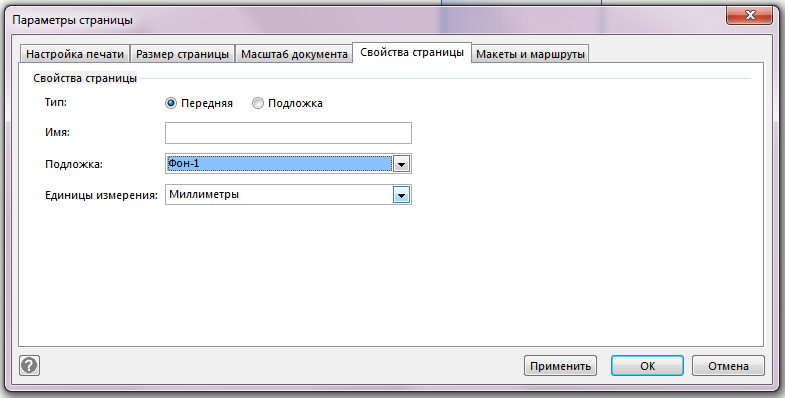 Параметры страницы
Настройка печати Размер страницы Масштаб документа Свойства страницы Макеты и маршруты
Свойства страницы
Тип: Передняя Подложка
Имя:
Подложка: Фон-1
Единицы измерения: Миллиметры
? Применить ОК Отмена